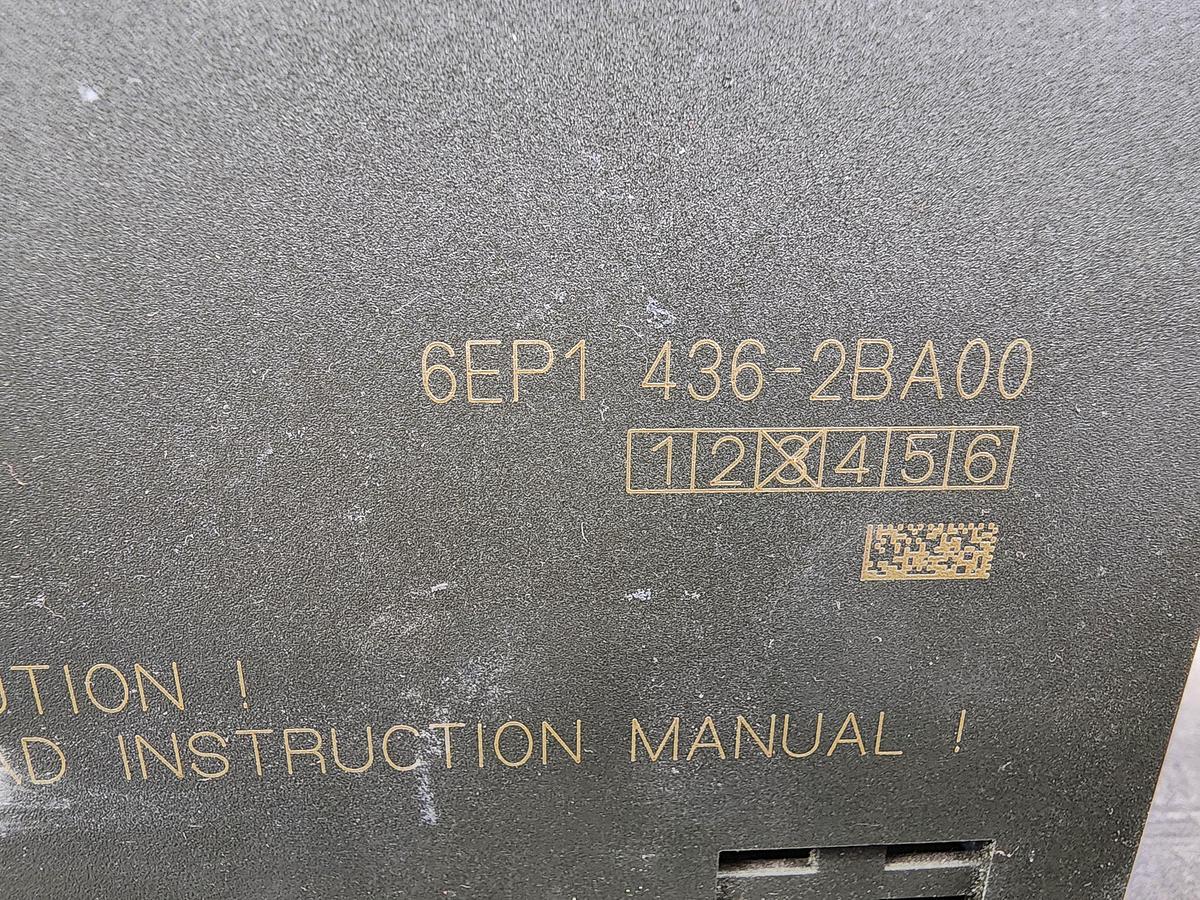 6EP1 436-2BA00
1 2 3 4 5 6
UTION !
AD INSTRUCTION MANUAL !